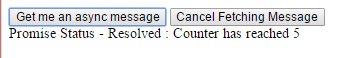 Get me an async message Cancel Fetching Message
Promise Status - Resolved : Counter has reached 5